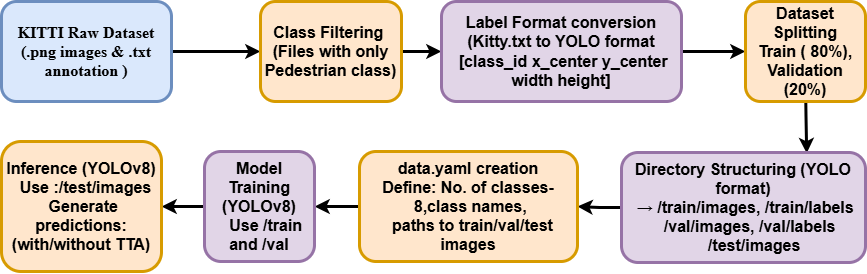 KITTI Raw Dataset
(.png images & .txt
annotation )
Class Filtering
(Files with only
Pedestrian class)
Label Format conversion
(Kitty.txt to YOLO format
[class_id x_center y_center
width height]
Dataset
Splitting
Train ( 80%),
Validation
(20%)
Directory Structuring (YOLO
format)
→ /train/images, /train/labels
/val/images, /val/labels
/test/images
data.yaml creation
Define: No. of classes-
8,class names,
paths to train/val/test
images
Model
Training
(YOLOv8)
Use /train
and /val
Inference (YOLOv8)
Use :/test/images
Generate
predictions:
(with/without TTA)